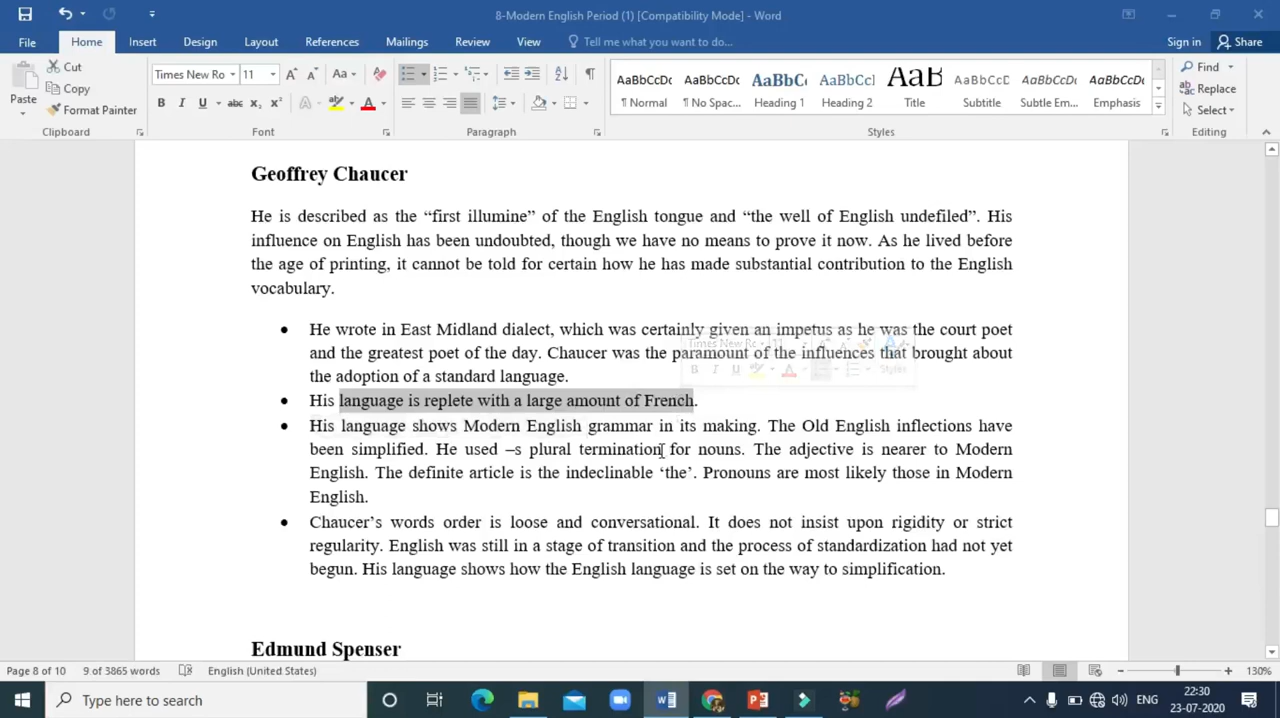 8-Modern English Period (1) [Compatibility Mode] - Word
File Home Insert Design Layout References Mailings Review View Tell me what you want to do... Sign in Share
Paste Cut Copy Format Painter
Times New Ro 11
AaBbCcDc AaBbCcDc AaBbC AaBbCcl AaB AaBbCcD AaBbCcDc AaBbCcDc
¶ Normal ¶ No Spac... Heading 1 Heading 2 Title Subtitle Subtle Em... Emphasis
Find Replace Select
Clipboard Font Paragraph Styles Editing
Geoffrey Chaucer
He is described as the “first illumine” of the English tongue and “the well of English undefiled”. His
influence on English has been undoubted, though we have no means to prove it now. As he lived before
the age of printing, it cannot be told for certain how he has made substantial contribution to the English
vocabulary.
• He wrote in East Midland dialect, which was certainly given an impetus as he was the court poet
and the greatest poet of the day. Chaucer was the paramount of the influences that brought about
the adoption of a standard language.
• His language is replete with a large amount of French.
• His language shows Modern English grammar in its making. The Old English inflections have
been simplified. He used –s plural termination for nouns. The adjective is nearer to Modern
English. The definite article is the indeclinable ‘the’. Pronouns are most likely those in Modern
English.
• Chaucer’s words order is loose and conversational. It does not insist upon rigidity or strict
regularity. English was still in a stage of transition and the process of standardization had not yet
begun. His language shows how the English language is set on the way to simplification.
Edmund Spenser
Page 8 of 10 9 of 3865 words English (United States) 130%
Type here to search ENG 22:30
23-07-2020